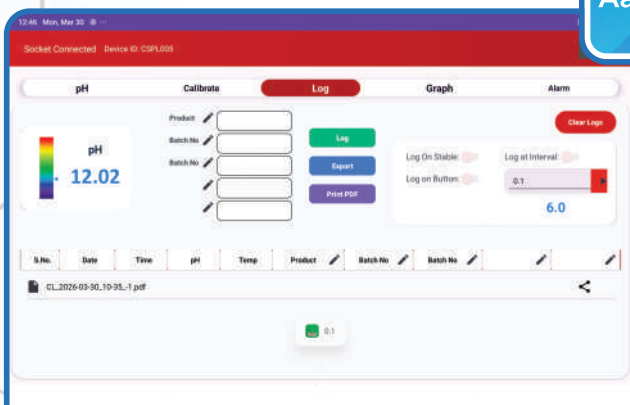 Aa
12:46 Mon, Mar 30
Socket Connected Device ID: CSPL005
pH Calibrate Log Graph Alarm
Product
Batch No
Batch No
Log
Export
Print PDF
Clear Logs
pH
12.02
Log On Stable:
Log at Interval:
Log on Button:
0.1
6.0
S.No. Date Time pH Temp Product Batch No Batch No
CL_2026-03-30_10-35_-1.pdf
0.1